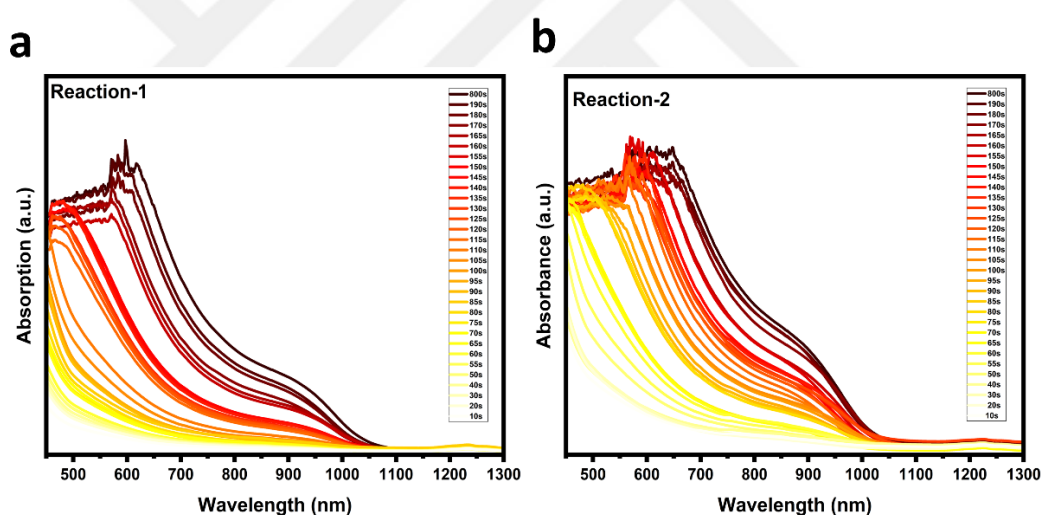 a
Reaction-1
800s
190s
180s
170s
165s
160s
155s
150s
145s
140s
135s
130s
125s
120s
115s
110s
105s
100s
95s
90s
85s
80s
75s
70s
65s
60s
55s
50s
40s
30s
20s
10s
Absorption (a.u.)
500 600 700 800 900 1000 1100 1200 1300
Wavelength (nm)
b
Reaction-2
800s
190s
180s
170s
165s
160s
155s
150s
145s
140s
135s
130s
125s
120s
115s
110s
105s
100s
95s
90s
85s
80s
75s
70s
65s
60s
55s
50s
40s
30s
20s
10s
Absorbance (a.u.)
500 600 700 800 900 1000 1100 1200 1300
Wavelength (nm)